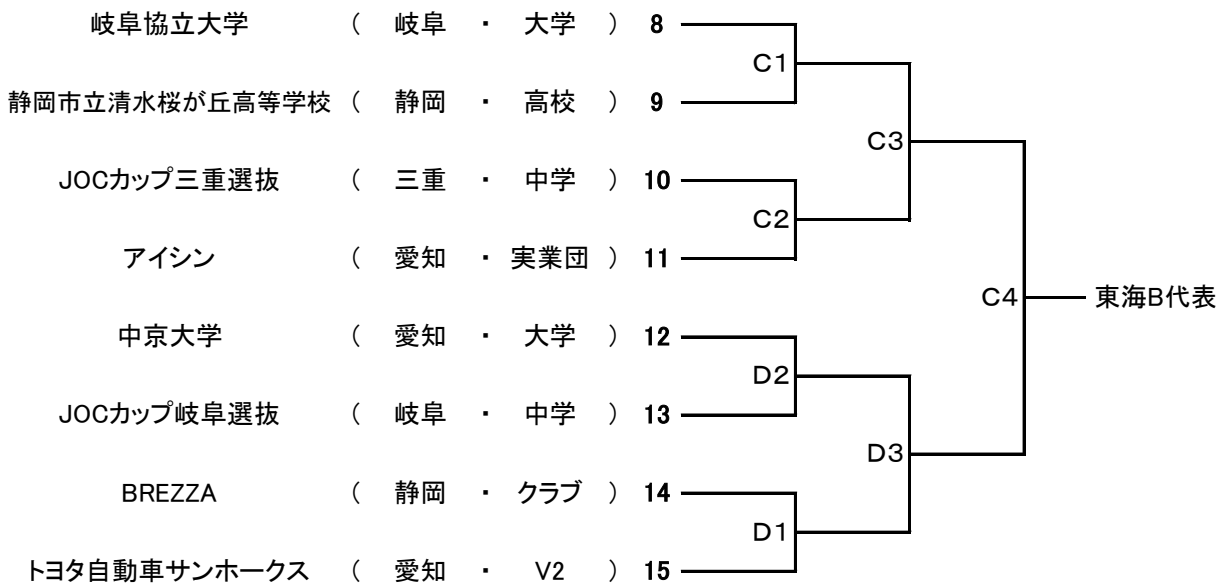 岐阜協立大学 ( 岐阜 ・ 大学 ) 8
C1
静岡市立清水桜が丘高等学校 ( 静岡 ・ 高校 ) 9
C3
JOCカップ三重選抜 ( 三重 ・ 中学 ) 10
C2
アイシン ( 愛知 ・ 実業団 ) 11
C4 東海B代表
中京大学 ( 愛知 ・ 大学 ) 12
D2
JOCカップ岐阜選抜 ( 岐阜 ・ 中学 ) 13
D3
BREZZA ( 静岡 ・ クラブ ) 14
D1
トヨタ自動車サンホークス ( 愛知 ・ V2 ) 15